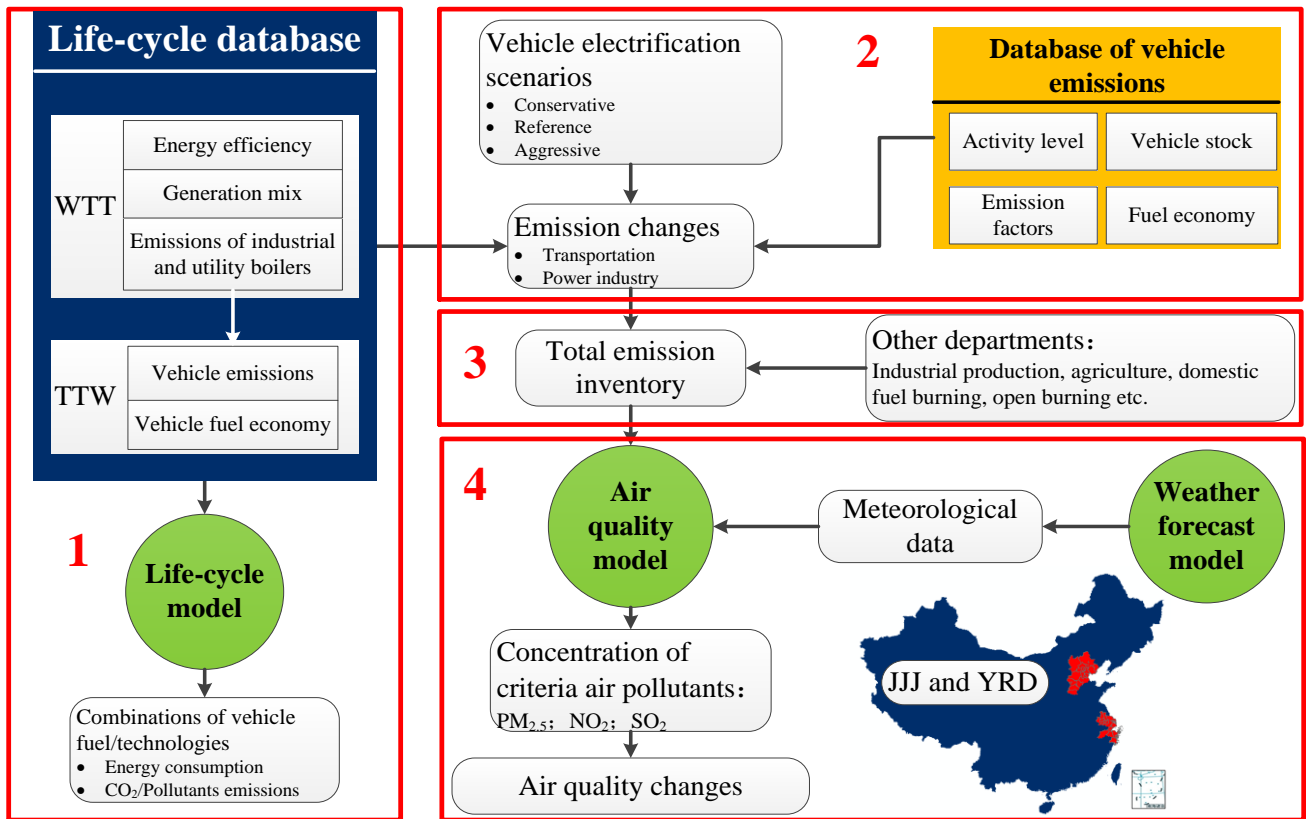 Life-cycle database
WTT
Energy efficiency
Generation mix
Emissions of industrial
and utility boilers
TTW
Vehicle emissions
Vehicle fuel economy
1
Life-cycle
model
Combinations of vehicle
fuel/technologies
• Energy consumption
• CO₂/Pollutants emissions
2
Vehicle electrification
scenarios
• Conservative
• Reference
• Aggressive
Database of vehicle
emissions
Activity level
Vehicle stock
Emission
factors
Fuel economy
Emission changes
• Transportation
• Power industry
3
Total emission
inventory
Other departments：
Industrial production, agriculture, domestic
fuel burning, open burning etc.
4
Air
quality
model
Meteorological
data
Weather
forecast
model
Concentration of
criteria air pollutants：
PM₂.₅；NO₂；SO₂
Air quality changes
JJJ and YRD